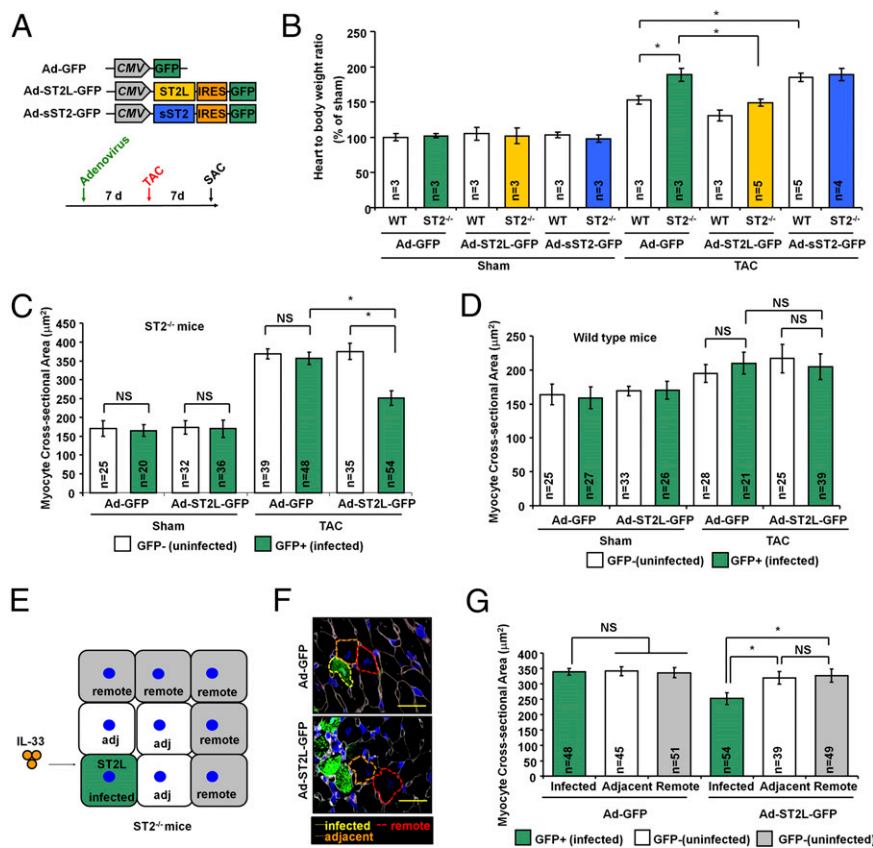 A
Ad-GFP
CMV GFP
Ad-ST2L-GFP
CMV ST2L IRES GFP
Ad-sST2-GFP
CMV sST2 IRES GFP
Adenovirus
TAC
SAC
7 d
7d
B
Heart to body weight ratio
(% of sham)
250
200
150
100
50
0
* * *
n=3 n=3 n=3 n=3 n=3 n=3 n=3 n=3 n=3 n=5 n=5 n=4
WT ST2-/- WT ST2-/- WT ST2-/- WT ST2-/- WT ST2-/- WT ST2-/-
Ad-GFP Ad-ST2L-GFP Ad-sST2-GFP Ad-GFP Ad-ST2L-GFP Ad-sST2-GFP
Sham TAC
C
Myocyte Cross-sectional Area (µm²)
ST2-/- mice
450
400
350
300
250
200
150
100
50
0
NS NS NS * *
n=25 n=20 n=32 n=36 n=39 n=48 n=35 n=54
Ad-GFP Ad-ST2L-GFP Ad-GFP Ad-ST2L-GFP
Sham TAC
GFP- (uninfected) GFP+ (infected)
D
Myocyte Cross-sectional Area (µm²)
Wild type mice
250
200
150
100
50
0
NS NS NS
n=25 n=27 n=33 n=26 n=28 n=21 n=25 n=39
Ad-GFP Ad-ST2L-GFP Ad-GFP Ad-ST2L-GFP
Sham TAC
GFP-(uninfected) GFP+ (infected)
E
IL-33
remote remote remote
adj adj remote
ST2L
infected adj remote
ST2-/- mice
F
Ad-GFP
Ad-ST2L-GFP
infected remote
adjacent
G
Myocyte Cross-sectional Area (µm²)
400
350
300
250
200
150
100
50
0
NS * * NS
n=48 n=45 n=51 n=54 n=39 n=49
Infected Adjacent Remote Infected Adjacent Remote
Ad-GFP Ad-ST2L-GFP
GFP+ (infected) GFP-(uninfected) GFP-(uninfected)